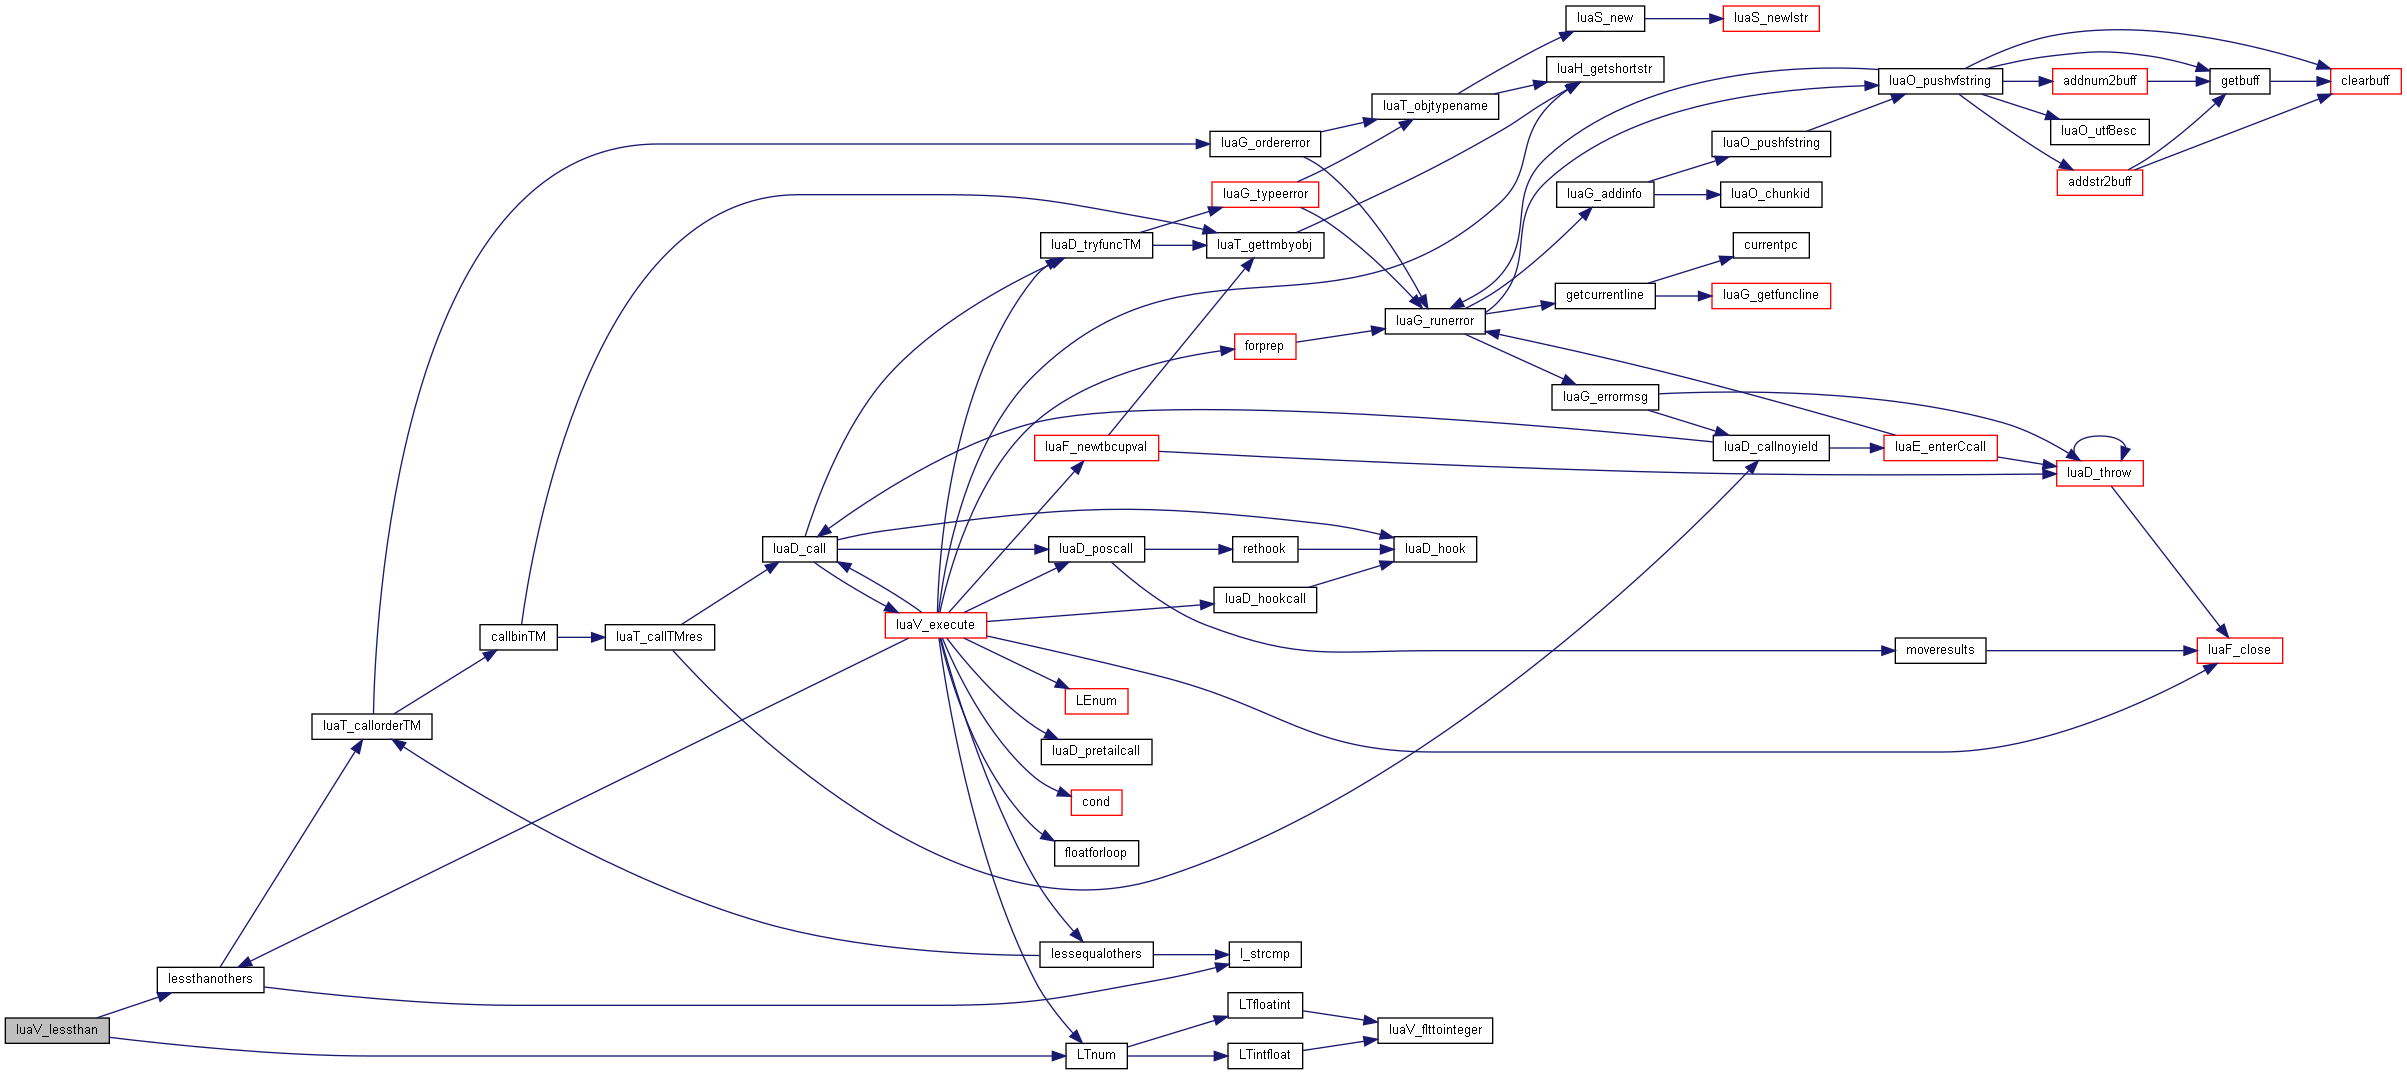 luaS_new
luaS_newlstr
luaH_getshortstr
luaO_pushvfstring
addnum2buff
getbuff
clearbuff
luaT_objtypename
luaO_utf8esc
luaG_ordererror
luaO_pushfstring
addstr2buff
luaG_typeerror
luaG_addinfo
luaO_chunkid
luaD_tryfuncTM
luaT_gettmbyobj
currentpc
getcurrentline
luaG_getfuncline
luaG_runerror
forprep
luaG_errormsg
luaF_newtbcupval
luaD_callnoyield
luaE_enterCcall
luaD_throw
luaD_call
luaD_poscall
rethook
luaD_hook
luaD_hookcall
luaV_execute
callbinTM
luaT_callTMres
moveresults
luaF_close
LEnum
luaT_callorderTM
luaD_pretailcall
cond
floatforloop
lessequalothers
l_strcmp
lessthanothers
LTfloatint
luaV_lessthan
luaV_flttointeger
LTnum
LTintfloat